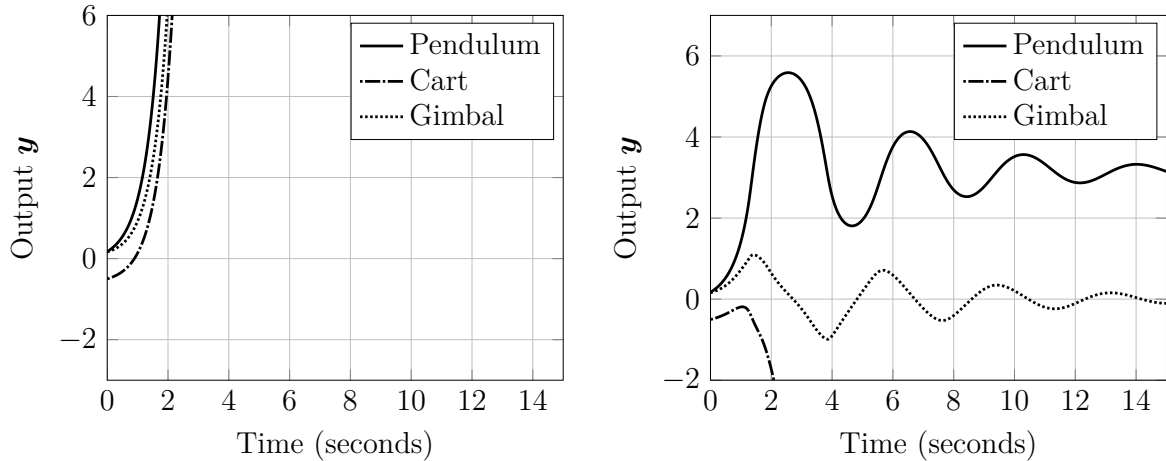 6
4
2
0
−2
0 2 4 6 8 10 12 14
Time (seconds)
Output y
Pendulum
Cart
Gimbal
6
4
2
0
−2
0 2 4 6 8 10 12 14
Time (seconds)
Output y
Pendulum
Cart
Gimbal